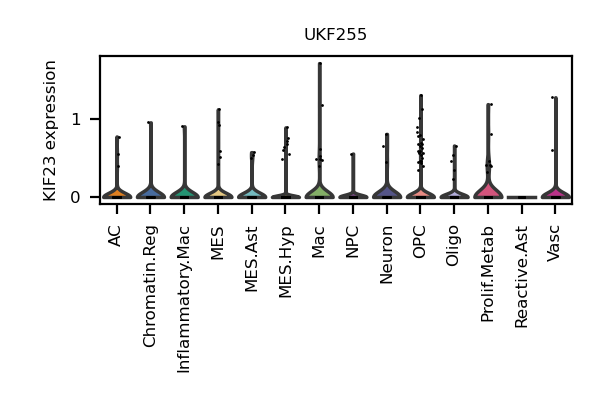 UKF255
KIF23 expression
1
0
AC
Chromatin.Reg
Inflammatory.Mac
MES
MES.Ast
MES.Hyp
Mac
NPC
Neuron
OPC
Oligo
Prolif.Metab
Reactive.Ast
Vasc